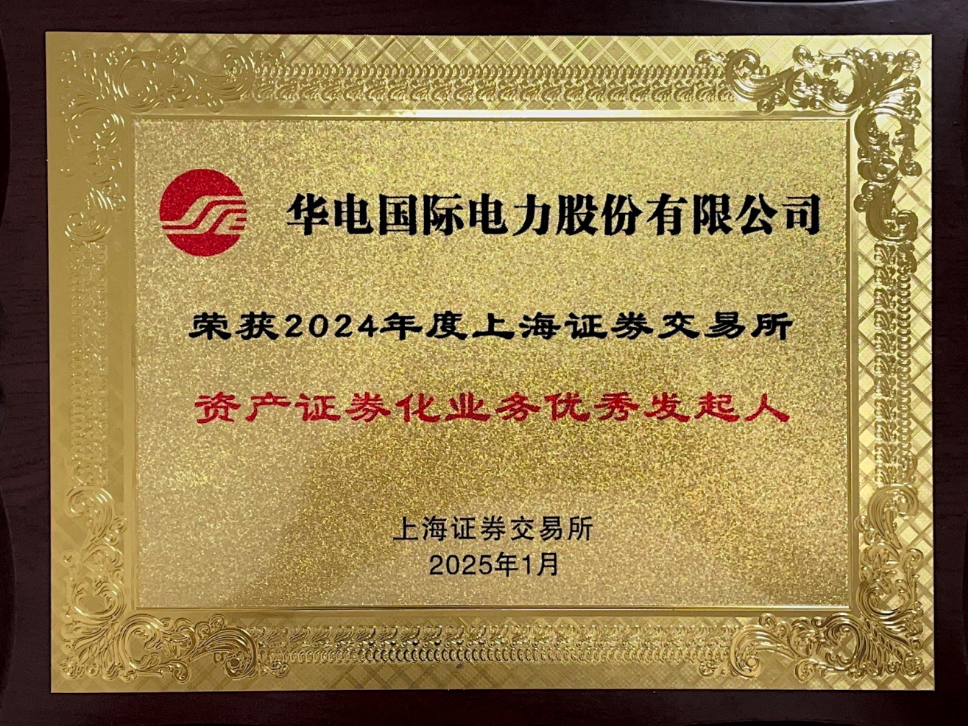 华电国际电力股份有限公司
荣获2024年度上海证券交易所
资产证券化业务优秀发起人
上海证券交易所
2025年1月